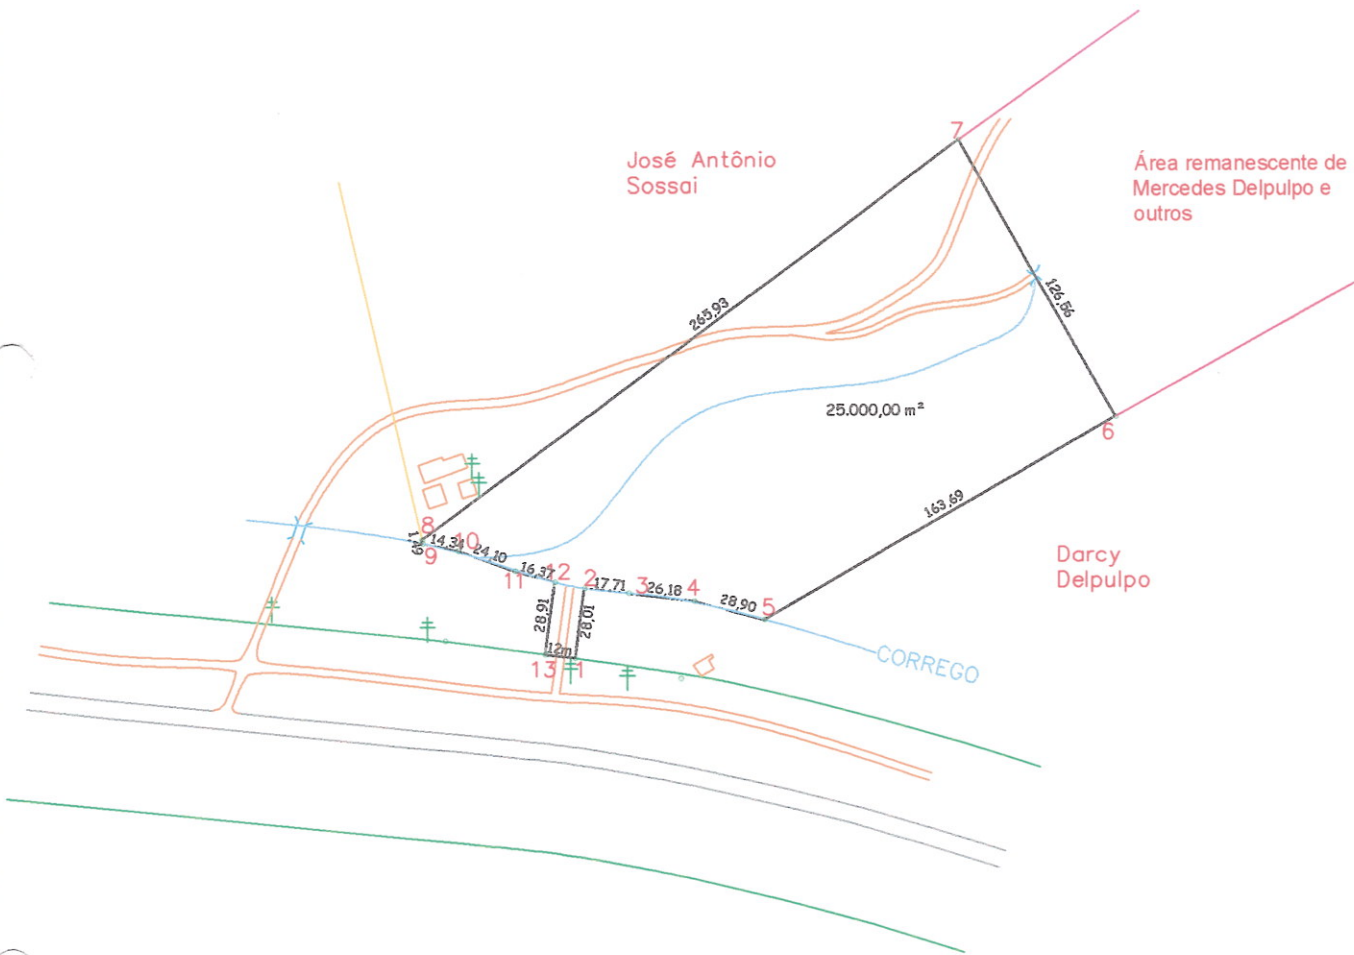 7
José Antônio
Sossai
Área remanescente de
Mercedes Delpulpo e
outros
265,93
126,56
25.000,00 m²
6
163,69
8
14,34
10
24,10
9
11
16,37
12
2
17,71
3
26,18
4
28,90
5
Darcy
Delpulpo
28,91
28,01
12m
13
1
CORREGO